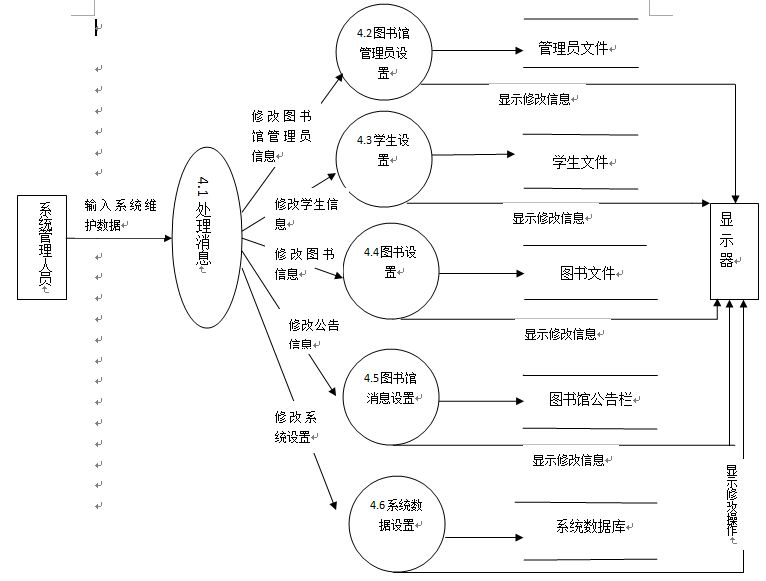 4.2图书馆
管理员设
置
管理员文件
显示修改信息
修改图书
馆管理员
信息
4.3学生设
置
学生文件
显示修改信息
修改学生信
息
4.1处理消息
输入系统维
护数据
系统管理人员
显
示
器
修改图书
信息
4.4图书设
置
图书文件
显示修改信息
修改公告
信息
4.5图书馆
消息设置
图书馆公告栏
显示修改信息
修改系
统设置
4.6系统数
据设置
系统数据库
显示修改操作